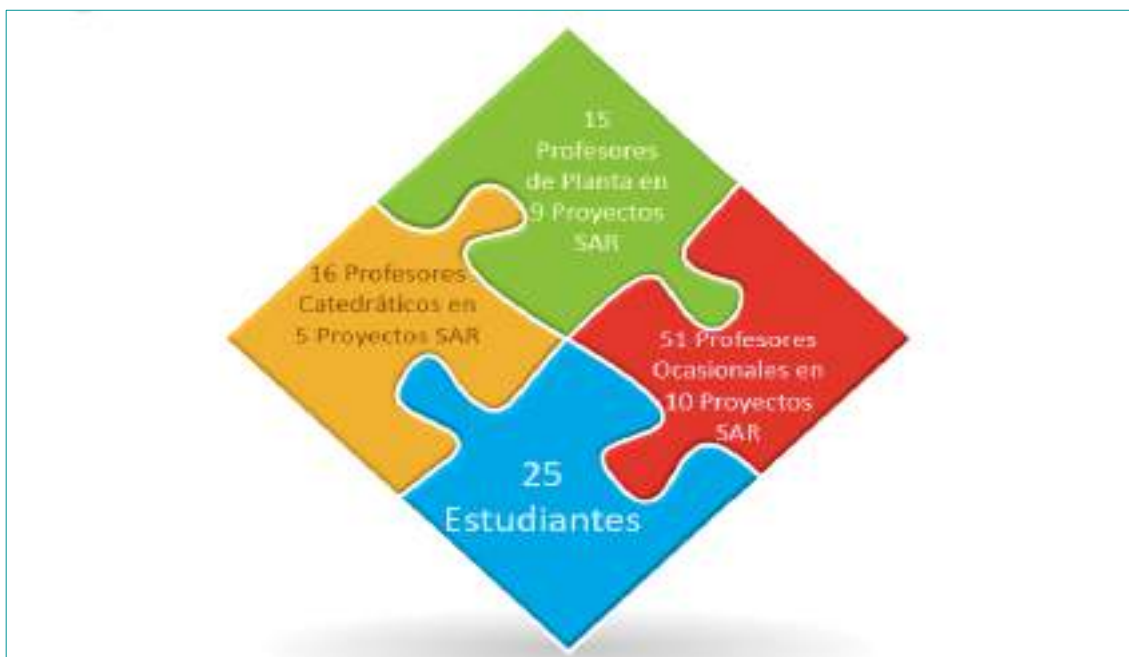 15
Profesores
de Planta en
9 Proyectos
SAR
16 Profesores
Catedráticos en
5 Proyectos SAR
51 Profesores
Ocasionales en
10 Proyectos
SAR
25
Estudiantes